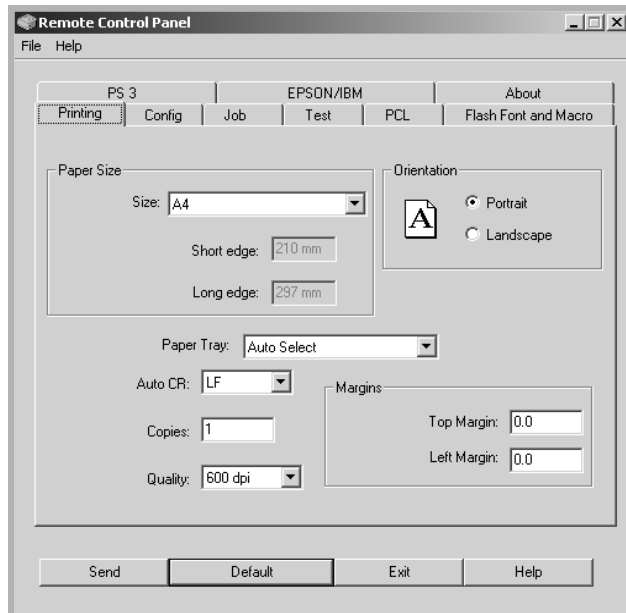 Remote Control Panel
File Help
PS 3 EPSON/IBM About
Printing Config Job Test PCL Flash Font and Macro
Paper Size
Size: A4
Short edge: 210 mm
Long edge: 297 mm
Orientation
A
Portrait
Landscape
Paper Tray: Auto Select
Auto CR: LF
Copies: 1
Quality: 600 dpi
Margins
Top Margin: 0.0
Left Margin: 0.0
Send Default Exit Help